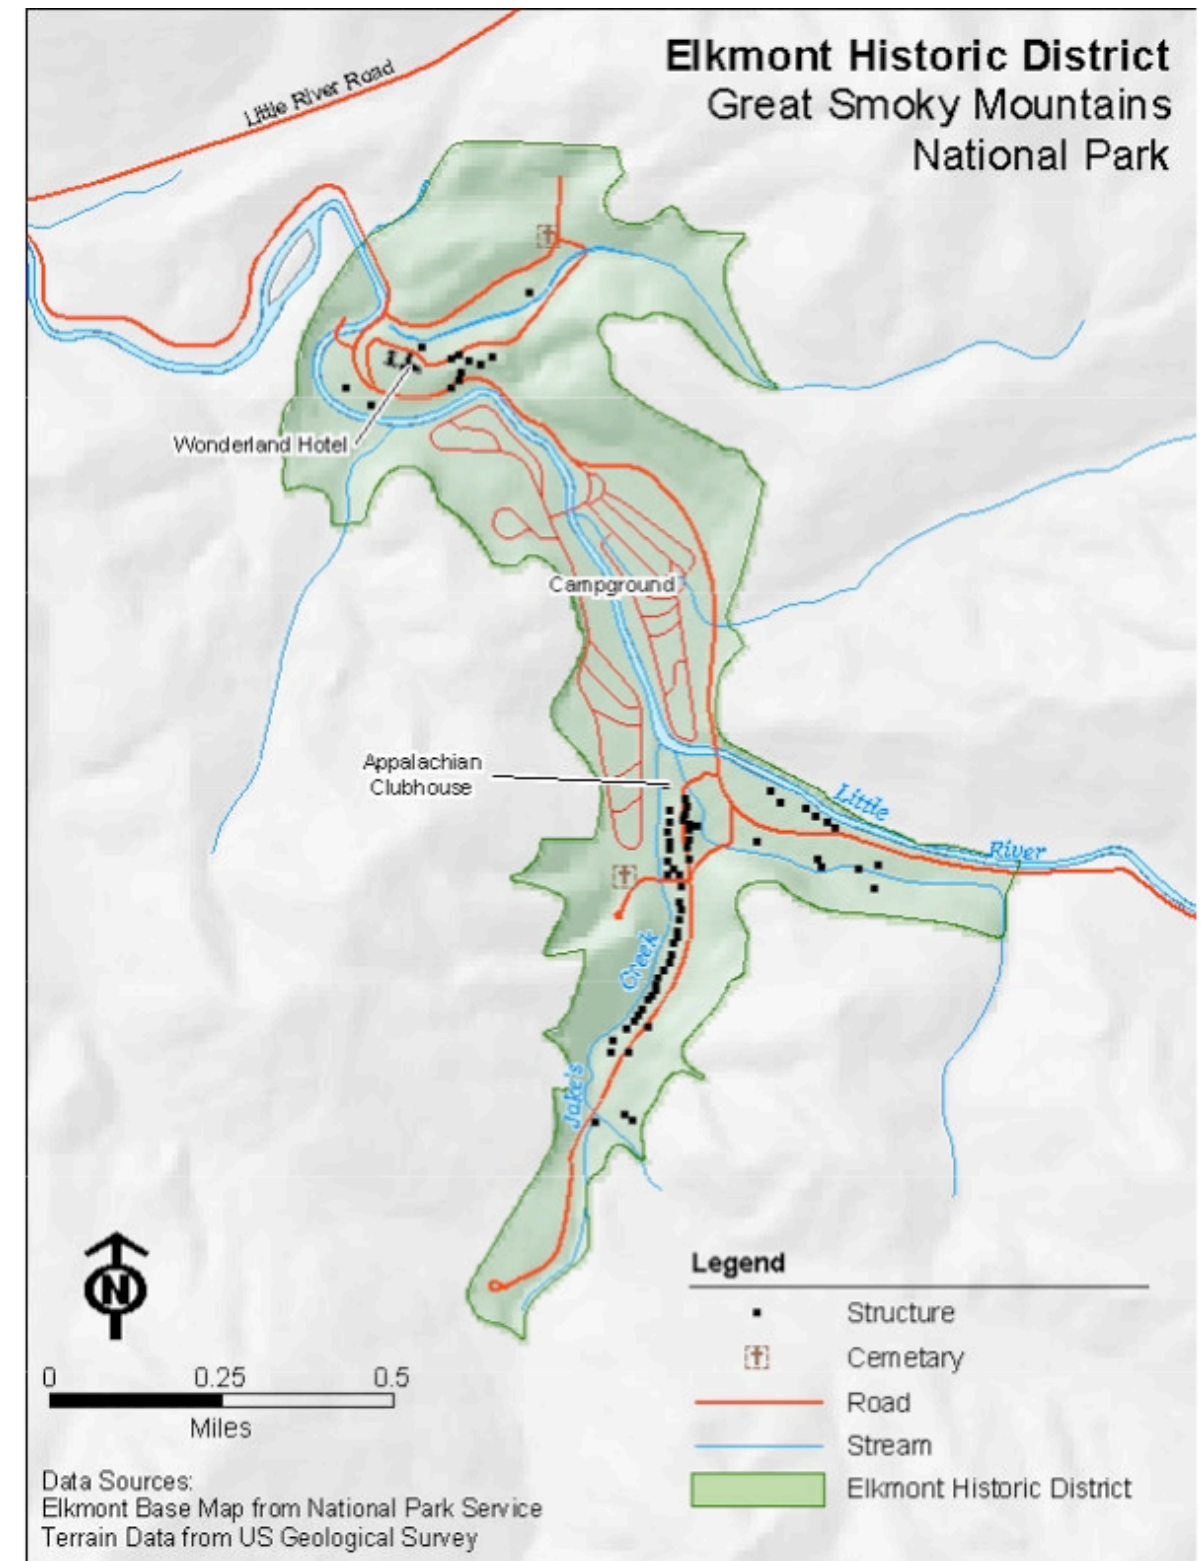 Elkmont Historic District
Great Smoky Mountains
National Park
Little River Road
Wonderland Hotel
Campground
Appalachian
Clubhouse
Little
River
Creek
Jake's
N
Legend
Structure
Cemetary
Road
Stream
Elkmont Historic District
0 0.25 0.5
Miles
Data Sources:
Elkmont Base Map from National Park Service
Terrain Data from US Geological Survey